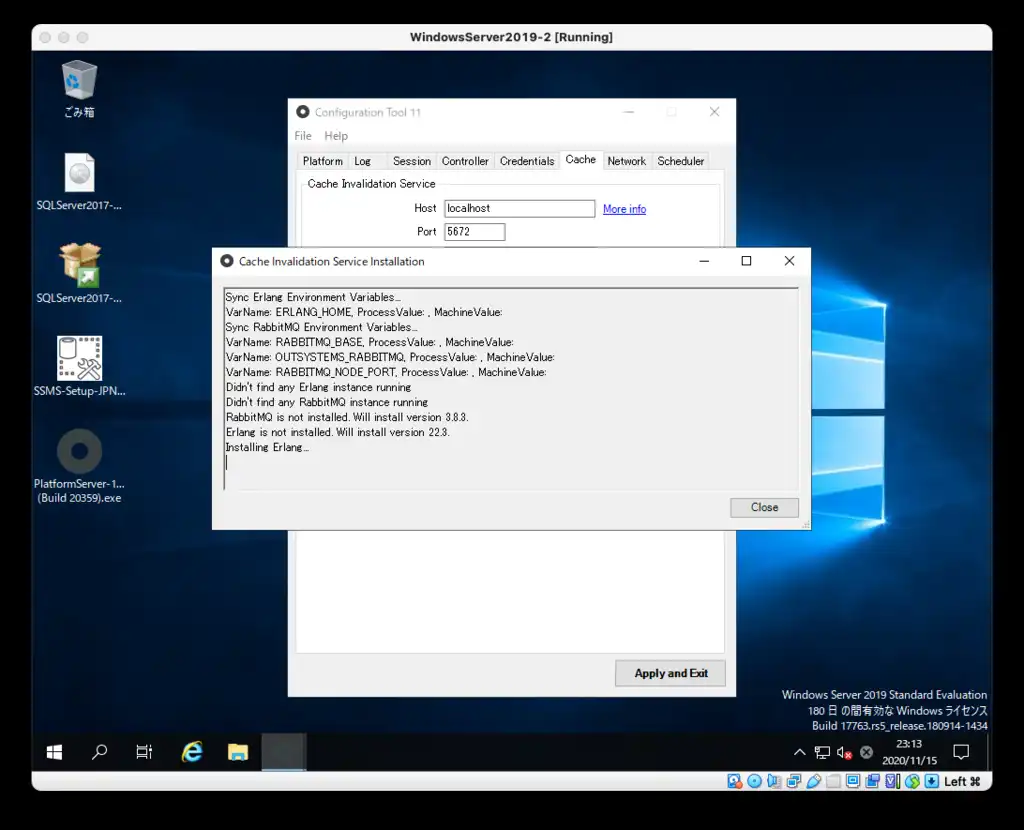 WindowsServer2019-2 [Running]
ごみ箱
SQLServer2017-...
SQLServer2017-...
SSMS-Setup-JPN...
PlatformServer-1...
(Build 20359).exe
Configuration Tool 11
File Help
Platform Log Session Controller Credentials Cache Network Scheduler
Cache Invalidation Service
Host localhost More info
Port 5672
Cache Invalidation Service Installation
Sync Erlang Environment Variables...
VarName: ERLANG_HOME, ProcessValue: , MachineValue:
Sync RabbitMQ Environment Variables...
VarName: RABBITMQ_BASE, ProcessValue: , MachineValue:
VarName: OUTSYSTEMS_RABBITMQ, ProcessValue: , MachineValue:
VarName: RABBITMQ_NODE_PORT, ProcessValue: , MachineValue:
Didn't find any Erlang instance running
Didn't find any RabbitMQ instance running
RabbitMQ is not installed. Will install version 3.8.3.
Erlang is not installed. Will install version 22.3.
Installing Erlang...
Close
Apply and Exit
Windows Server 2019 Standard Evaluation
180 日 の間有効な Windows ライセンス
Build 17763.rs5_release.180914-1434
23:13
2020/11/15
Left ⌘